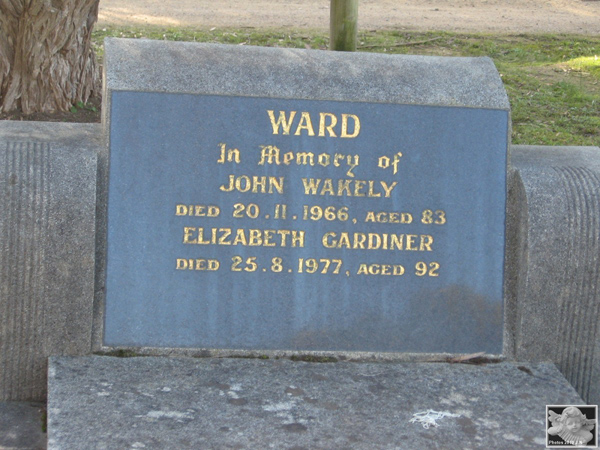 WARD
In Memory of
JOHN WAKELY
DIED 20.11.1966, AGED 83
ELIZABETH GARDINER
DIED 25.8.1977, AGED 92